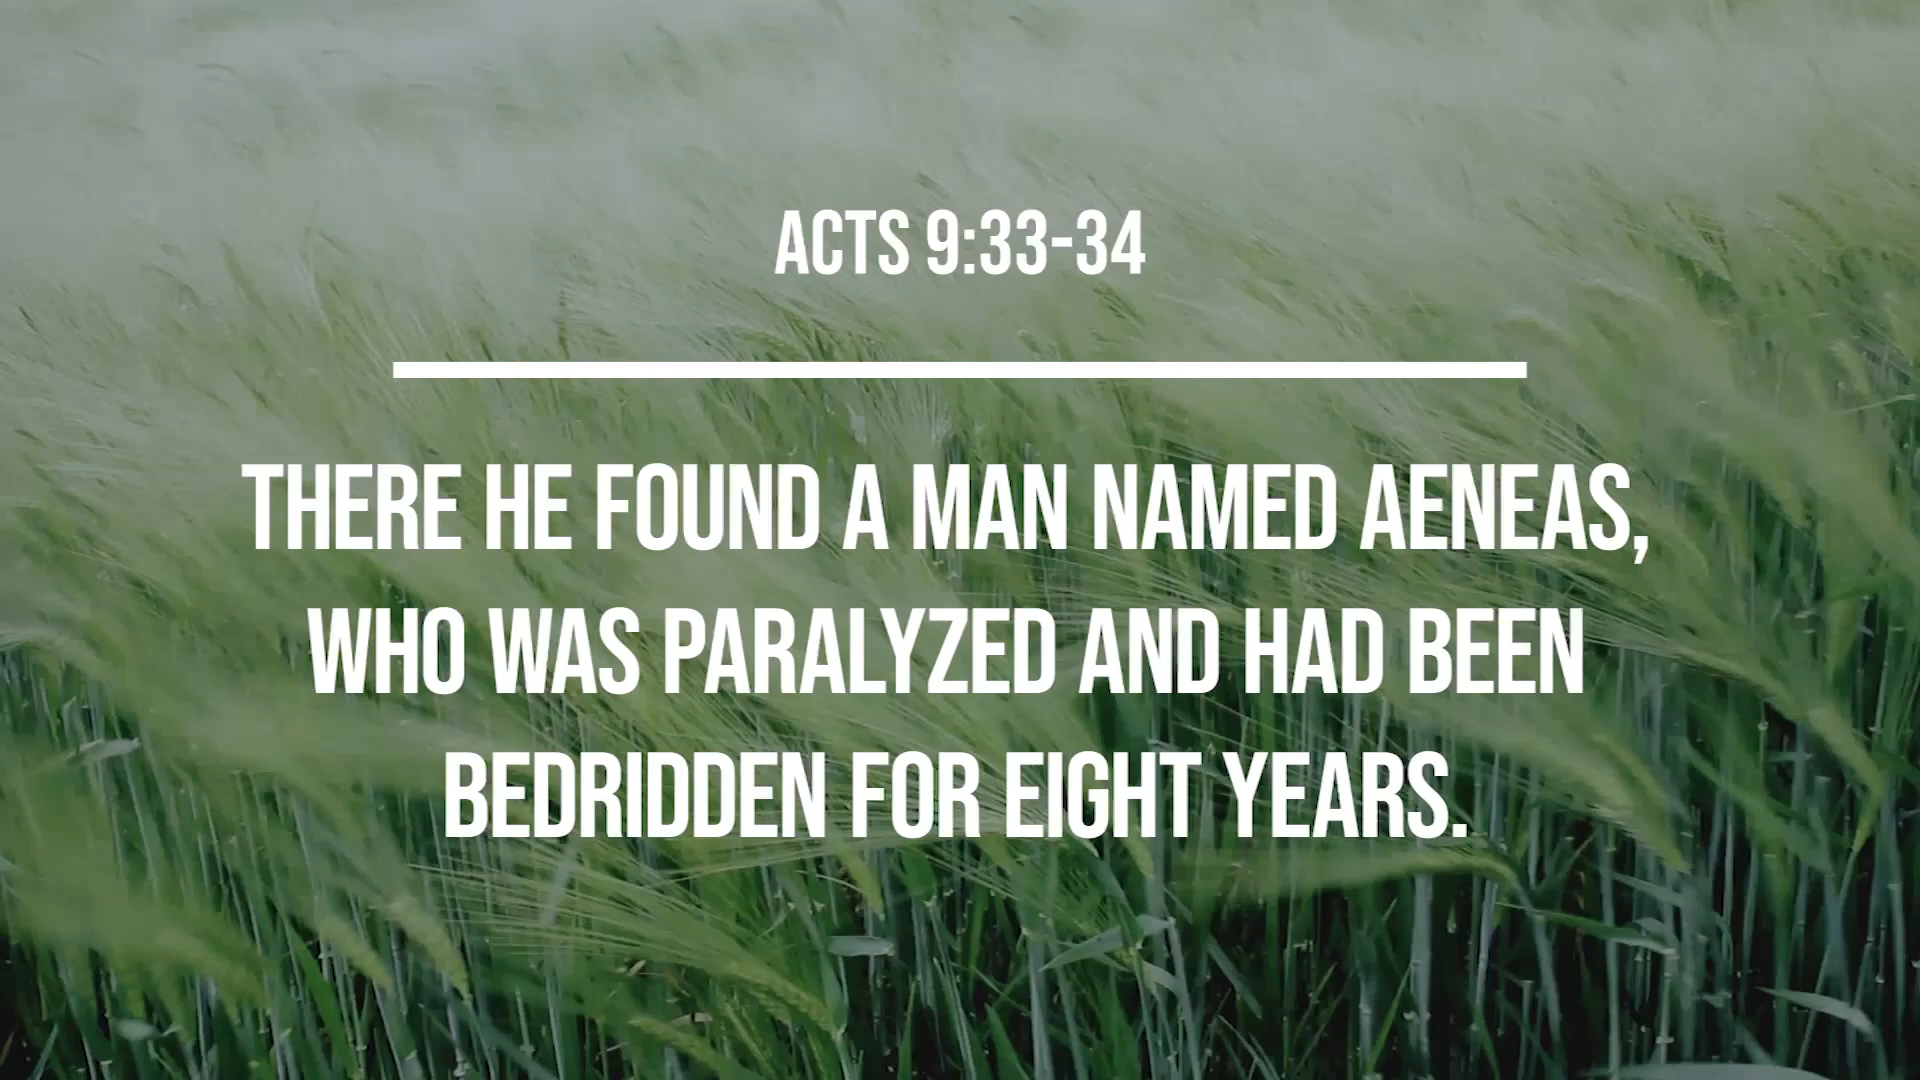 ACTS 9:33-34
THERE HE FOUND A MAN NAMED AENEAS,
WHO WAS PARALYZED AND HAD BEEN
BEDRIDDEN FOR EIGHT YEARS.